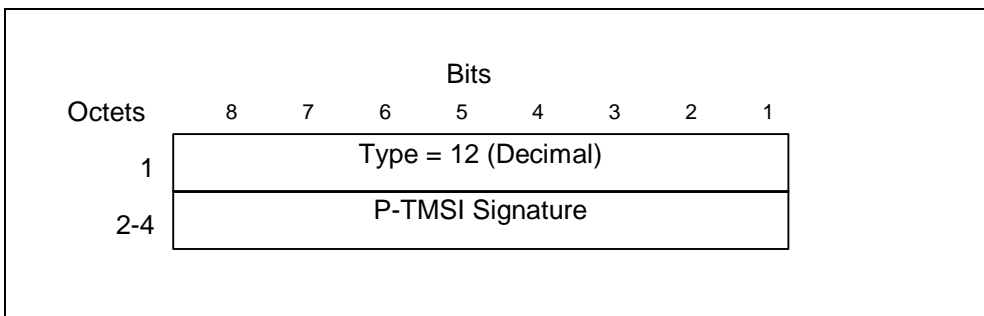 Bits
Octets 8 7 6 5 4 3 2 1
1 Type = 12 (Decimal)
2-4 P-TMSI Signature